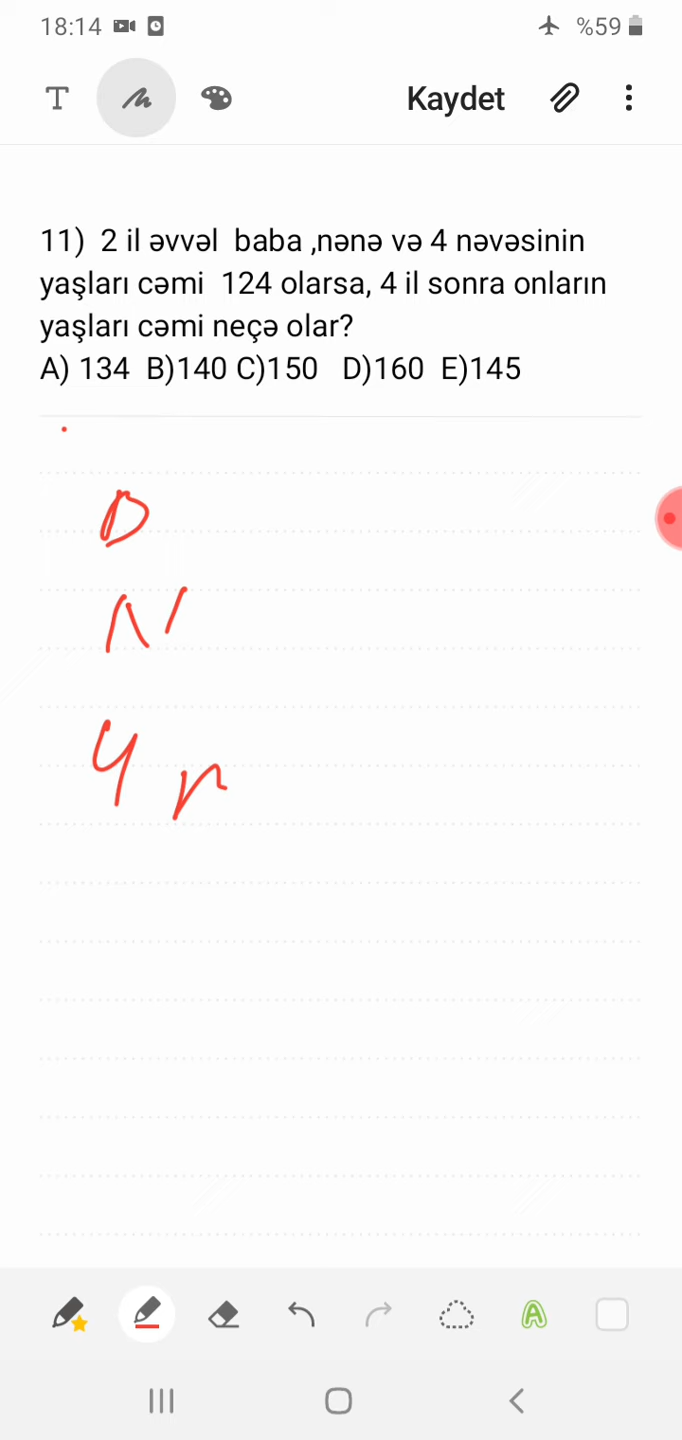 18:14 %59
T Kaydet
11) 2 il əvvəl baba ,nənə və 4 nəvəsinin
yaşları cəmi 124 olarsa, 4 il sonra onların
yaşları cəmi neçə olar?
A) 134 B)140 C)150 D)160 E)145
N
4 n
A